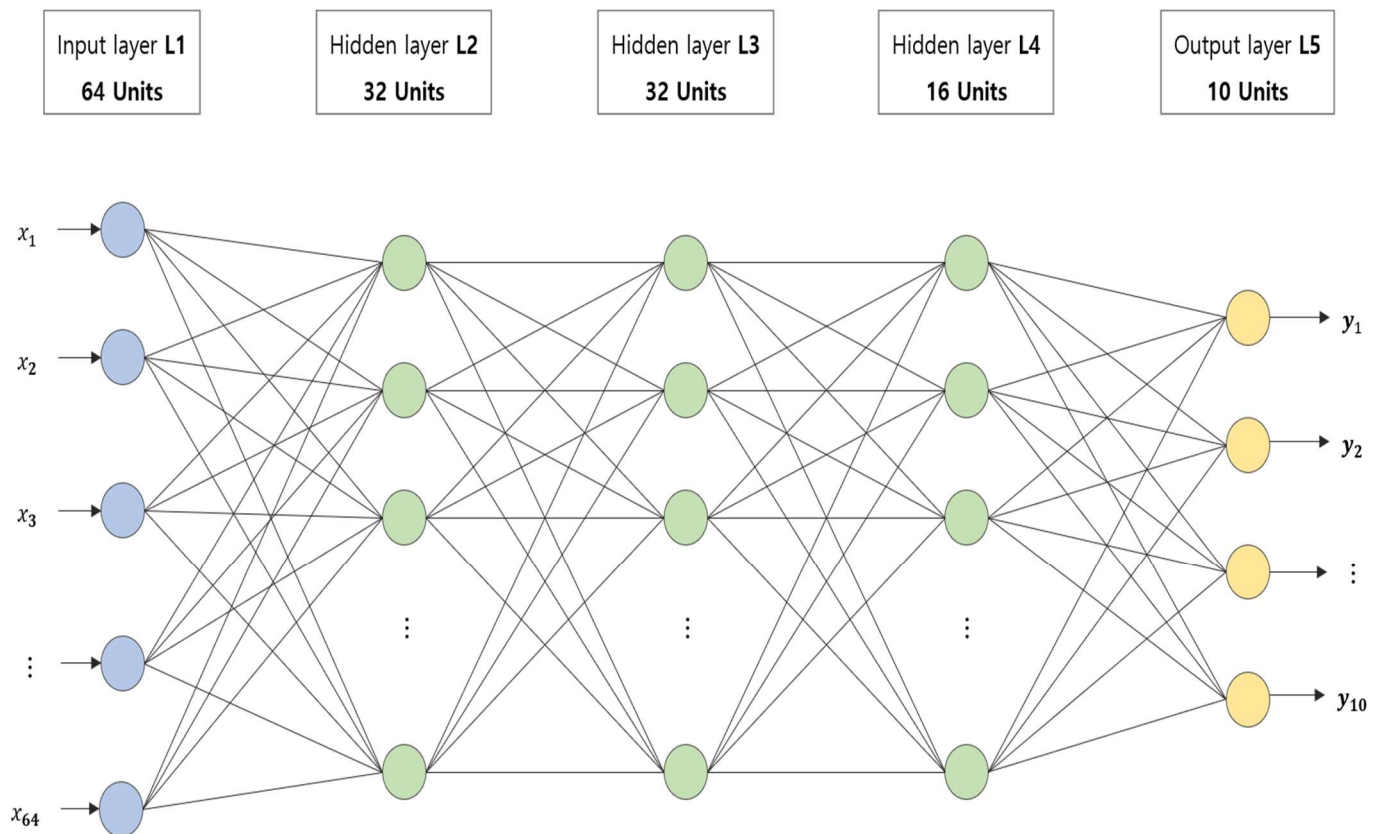 Input layer L1
64 Units
Hidden layer L2
32 Units
Hidden layer L3
32 Units
Hidden layer L4
16 Units
Output layer L5
10 Units
x₁
x₂
x₃
⋮
x₆₄
⋮
⋮
⋮
y₁
y₂
⋮
y₁₀